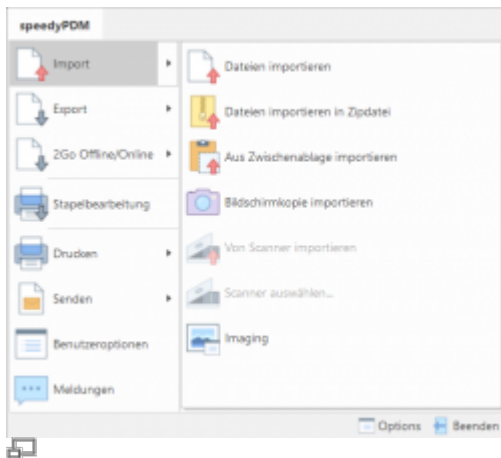 speedyPDM
Import
Export
2Go Offline/Online
Stapelbearbeitung
Drucken
Senden
Benutzeroptionen
Meldungen
Dateien importieren
Dateien importieren in Zipdatei
Aus Zwischenablage importieren
Bildschirmkopie importieren
Von Scanner importieren
Scanner auswählen...
Imaging
Options
Beenden